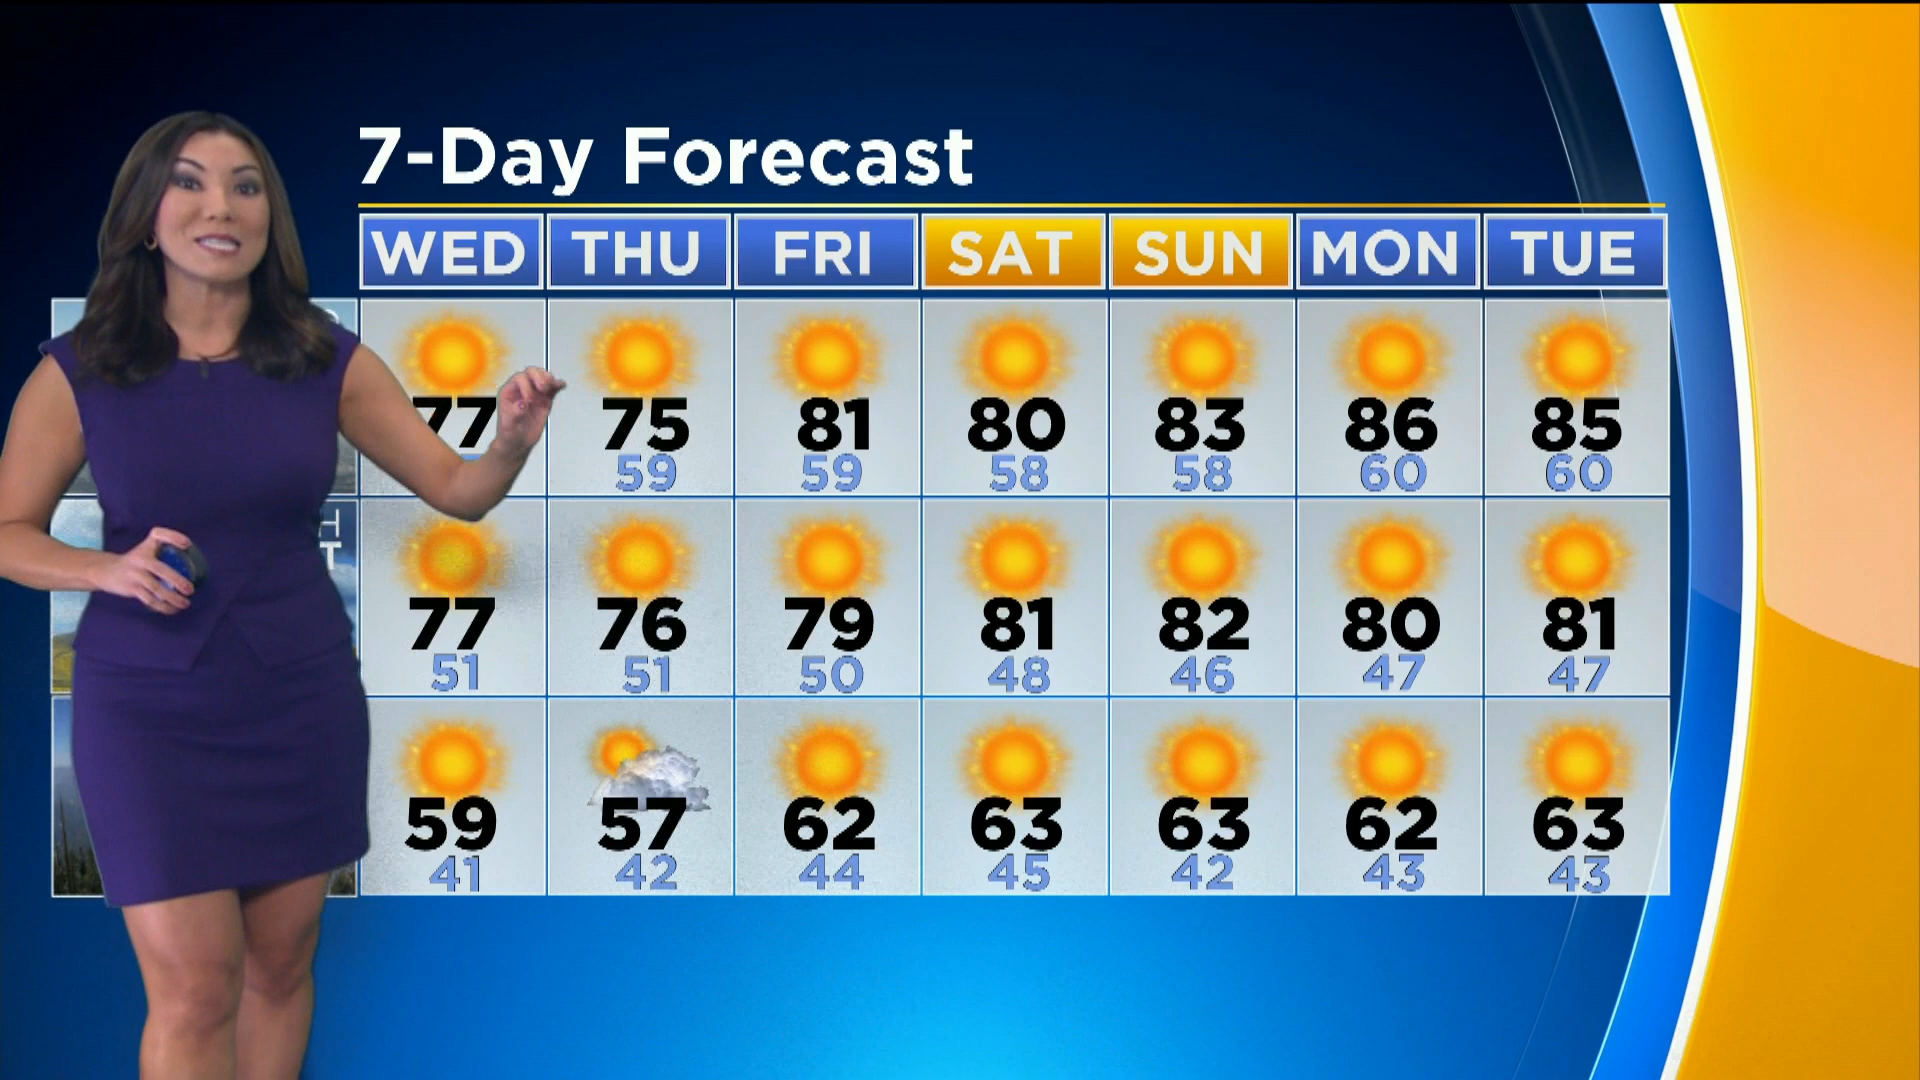 7-Day Forecast
WED THU FRI SAT SUN MON TUE
77 75 81 80 83 86 85
59 59 58 58 60 60
77 76 79 81 82 80 81
51 51 50 48 46 47 47
59 57 62 63 63 62 63
41 42 44 45 42 43 43